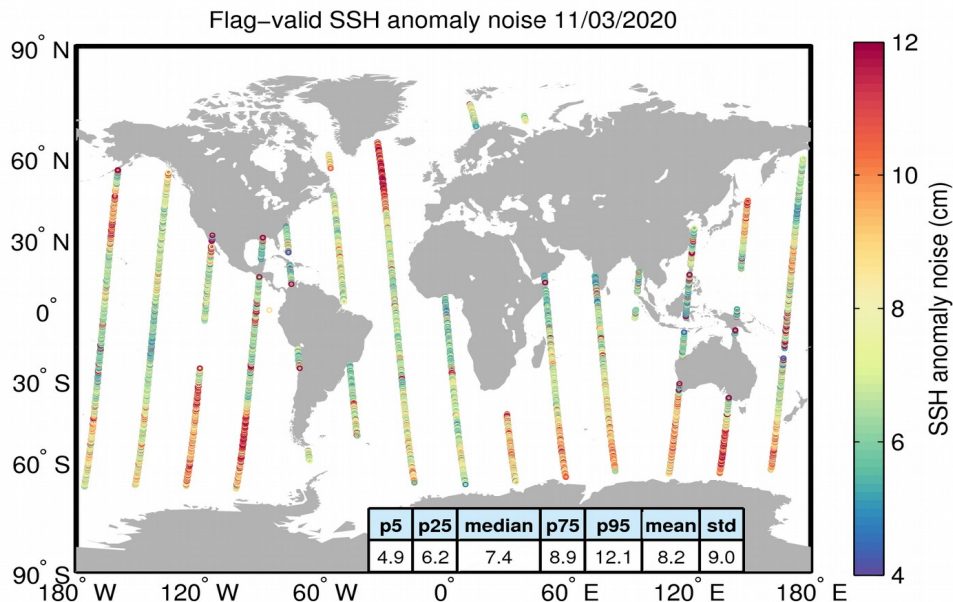 Flag−valid SSH anomaly noise 11/03/2020
90° N
60° N
30° N
0°
30° S
60° S
90° S
180° W
120° W
60° W
0°
60° E
120° E
180° E
p5 p25 median p75 p95 mean std
4.9 6.2 7.4 8.9 12.1 8.2 9.0
12
10
8
6
4
SSH anomaly noise (cm)